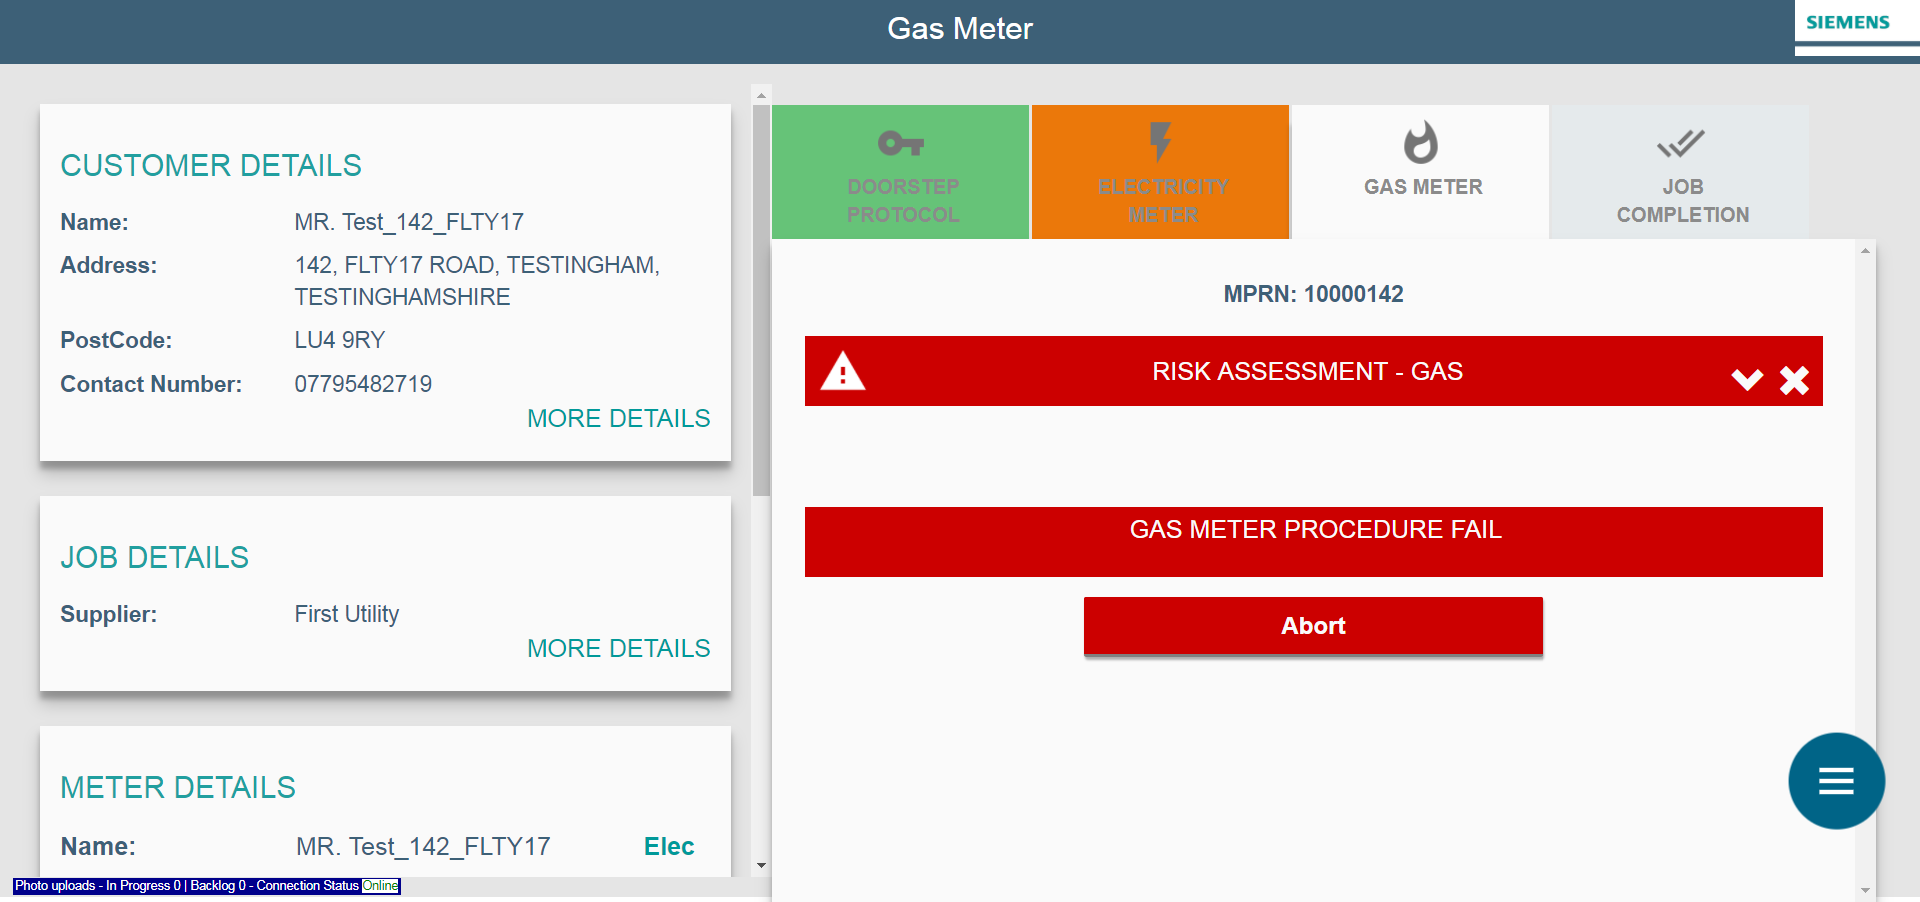 Gas Meter
SIEMENS
CUSTOMER DETAILS
Name: MR. Test_142_FLTY17
Address: 142, FLTY17 ROAD, TESTINGHAM,
TESTINGHAMSHIRE
PostCode: LU4 9RY
Contact Number: 07795482719
MORE DETAILS
JOB DETAILS
Supplier: First Utility
MORE DETAILS
METER DETAILS
Name: MR. Test_142_FLTY17 Elec
Photo uploads - In Progress 0 | Backlog 0 - Connection Status Online
DOORSTEP
PROTOCOL
ELECTRICITY
METER
GAS METER
JOB
COMPLETION
MPRN: 10000142
RISK ASSESSMENT - GAS
GAS METER PROCEDURE FAIL
Abort